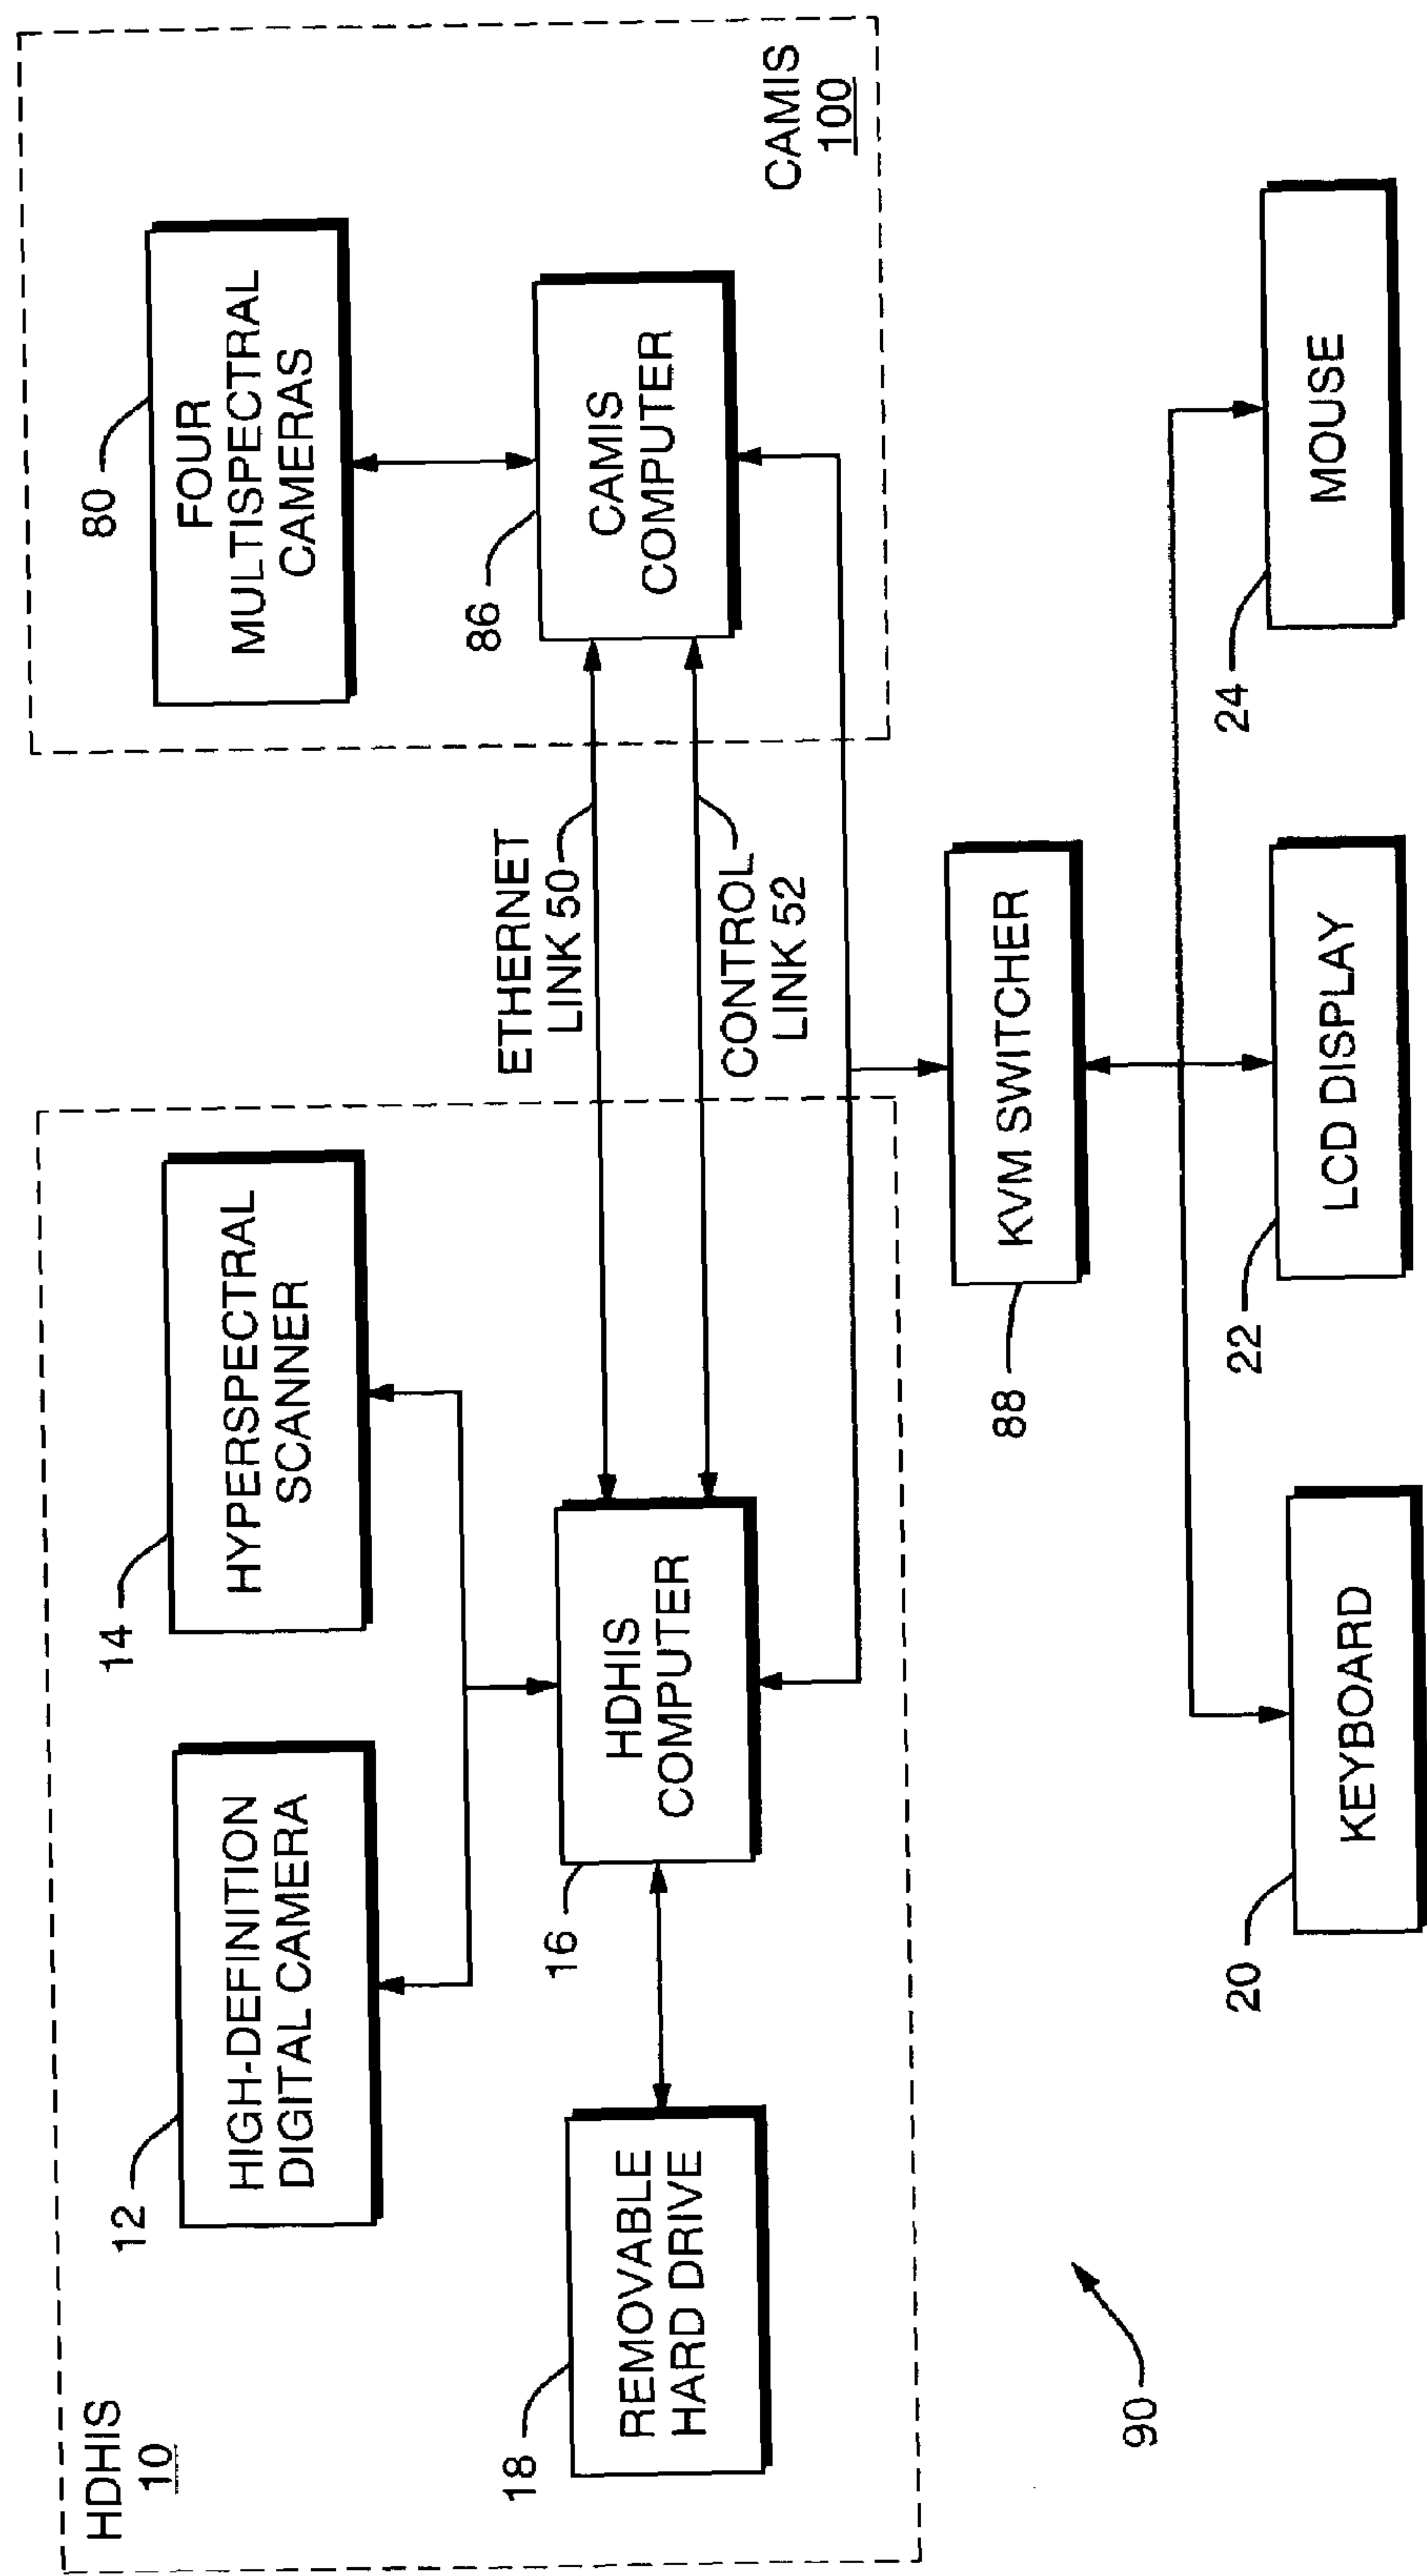 HDHIS
10
12
HIGH-DEFINITION
DIGITAL CAMERA
14
HYPERSPECTRAL
SCANNER
18
REMOVABLE
HARD DRIVE
16
HDHIS
COMPUTER
ETHERNET
LINK 50
CONTROL
LINK 52
80
FOUR
MULTISPECTRAL
CAMERAS
86
CAMIS
COMPUTER
CAMIS
100
88
KVM SWITCHER
20
KEYBOARD
22
LCD DISPLAY
24
MOUSE
90